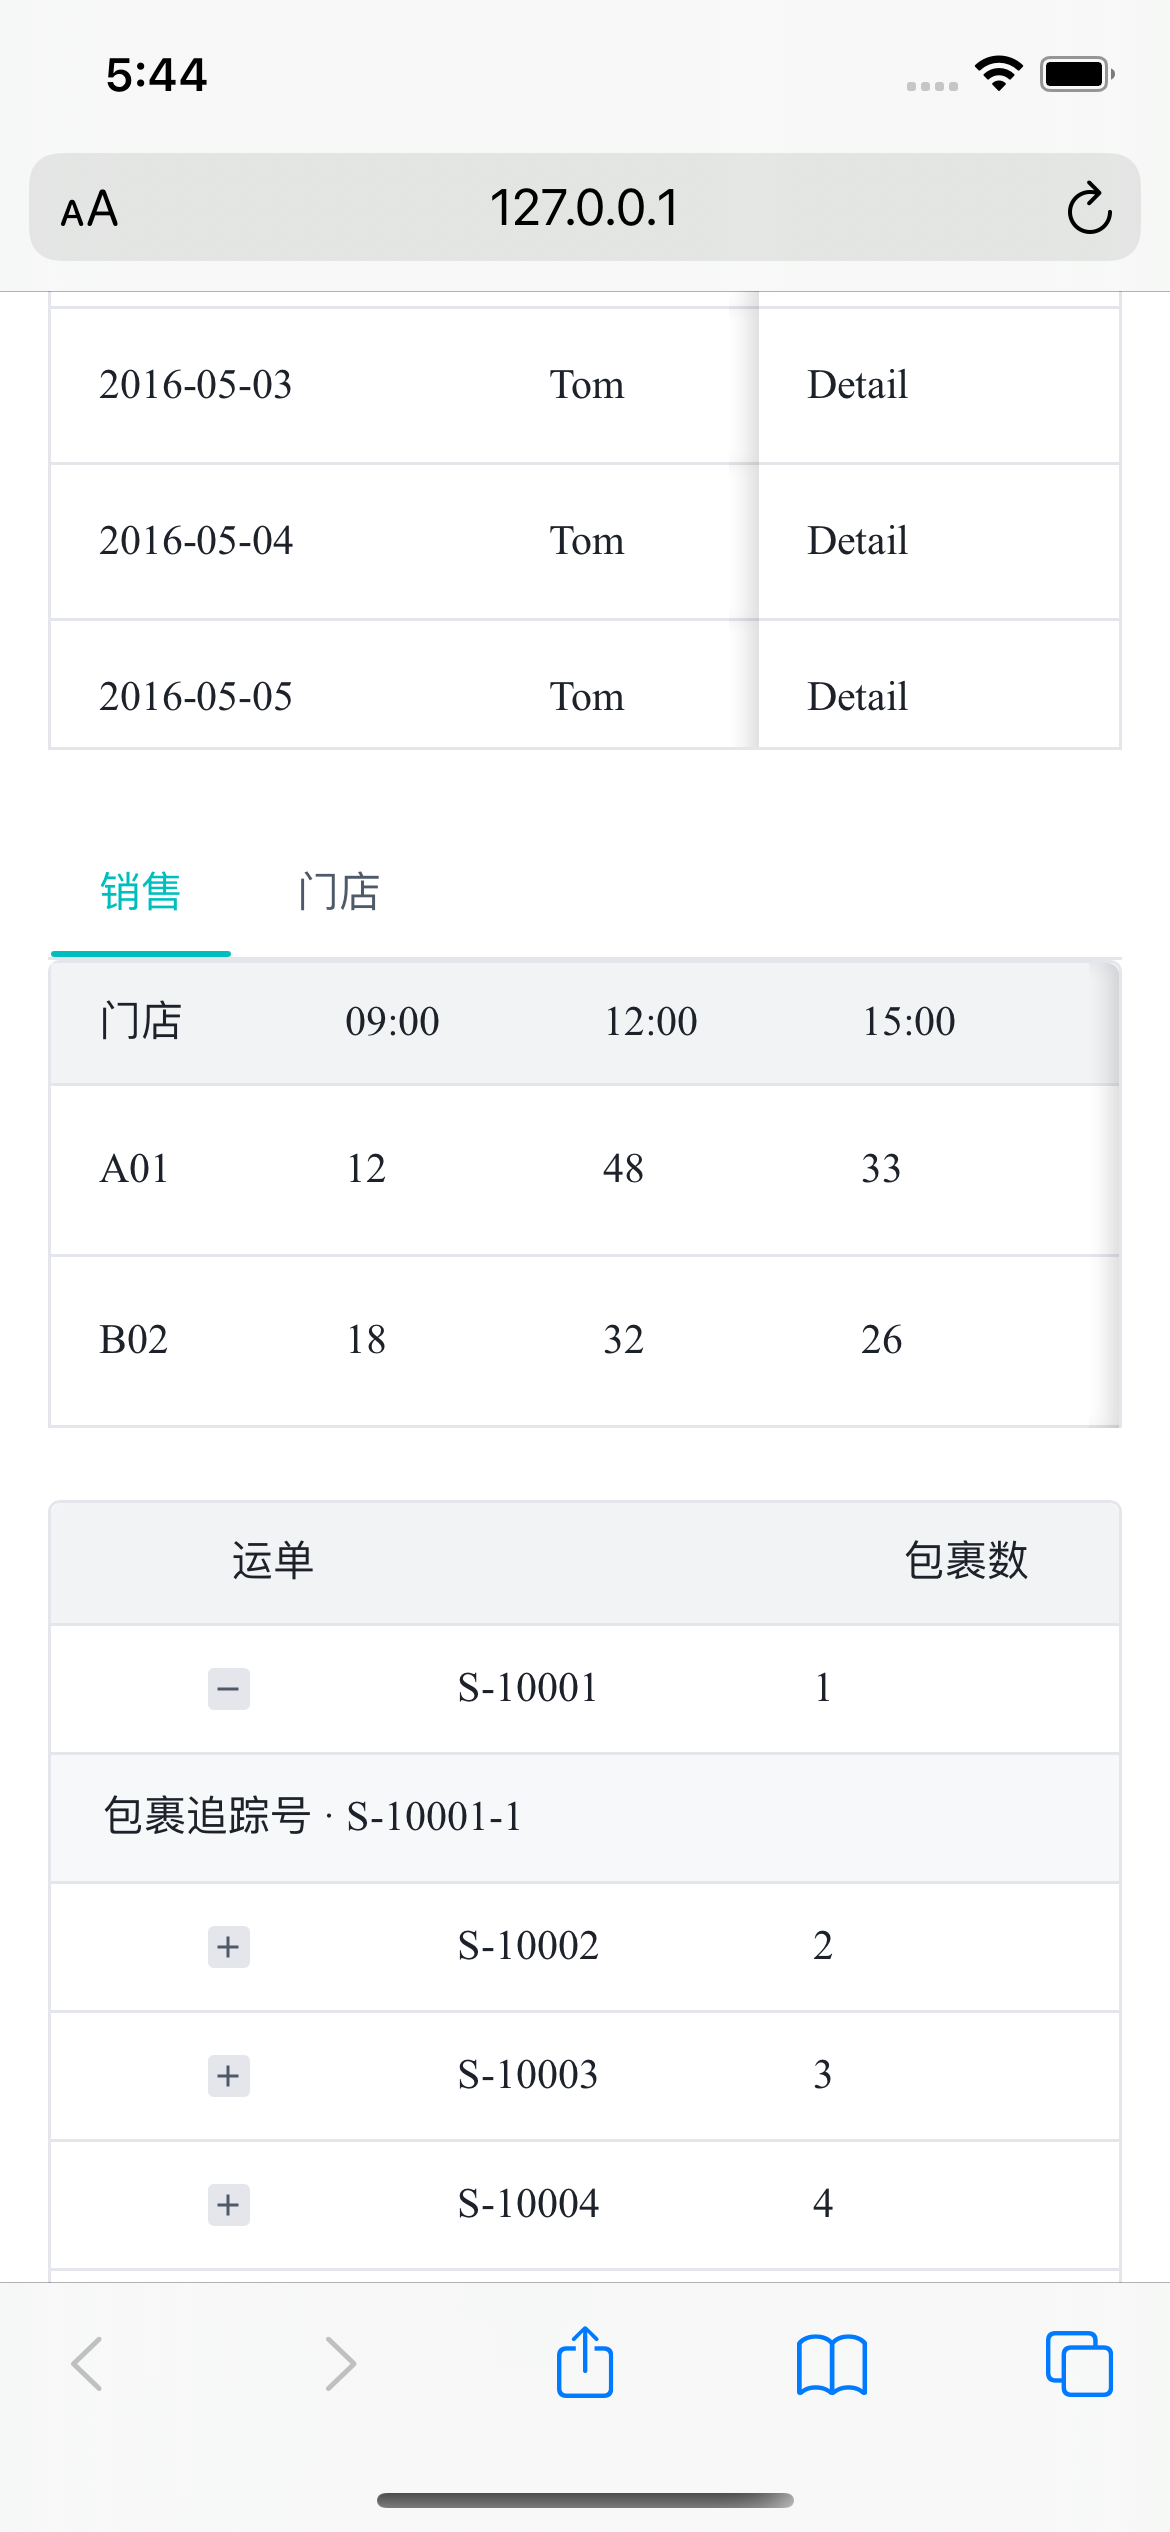 5:44
AA 127.0.0.1
2016-05-03 Tom Detail
2016-05-04 Tom Detail
2016-05-05 Tom Detail
销售 门店
门店 09:00 12:00 15:00
A01 12 48 33
B02 18 32 26
运单 包裹数
S-10001 1
包裹追踪号 · S-10001-1
S-10002 2
S-10003 3
S-10004 4